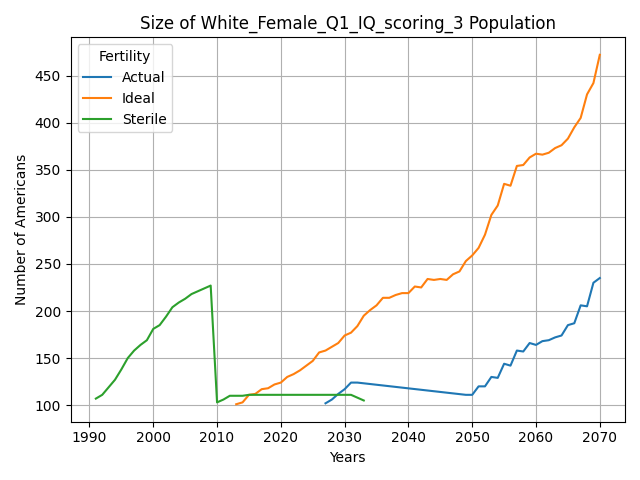 Size of White_Female_Q1_IQ_scoring_3 Population
Fertility
Actual
Ideal
Sterile
Number of Americans
450
400
350
300
250
200
150
100
1990
2000
2010
2020
2030
2040
2050
2060
2070
Years